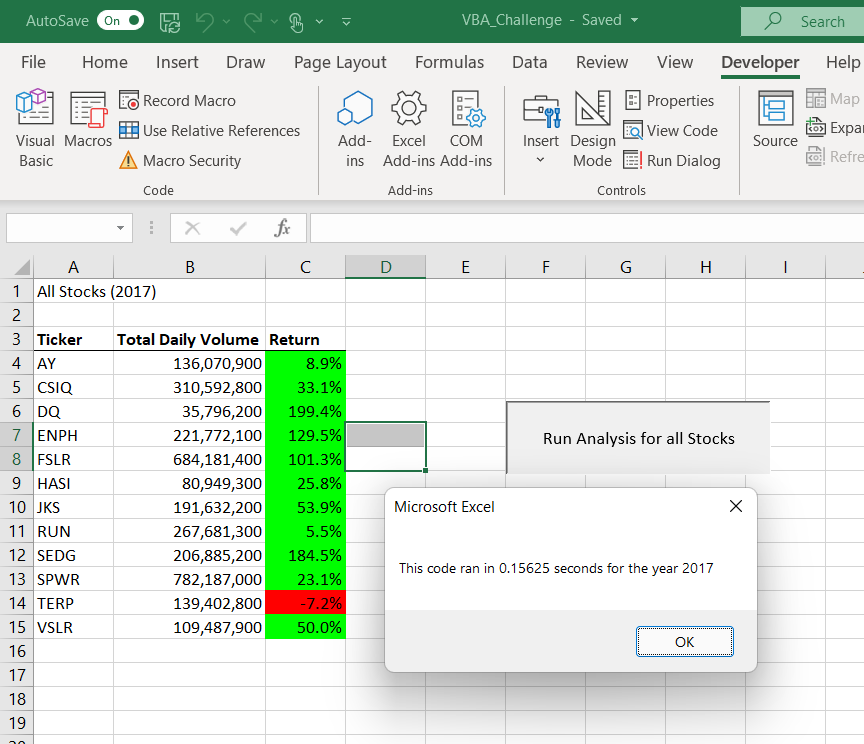 AutoSave On VBA_Challenge - Saved Search
File Home Insert Draw Page Layout Formulas Data Review View Developer Help
Visual Basic
Macros
Record Macro
Use Relative References
Macro Security
Code
Add-ins
Excel Add-ins
COM Add-ins
Add-ins
Insert
Design Mode
Properties
View Code
Run Dialog
Controls
Source
Map
fx
A B C D E F G H I
1 All Stocks (2017)
2
3 Ticker Total Daily Volume Return
4 AY 136,070,900 8.9%
5 CSIQ 310,592,800 33.1%
6 DQ 35,796,200 199.4%
7 ENPH 221,772,100 129.5%
8 FSLR 684,181,400 101.3%
9 HASI 80,949,300 25.8%
10 JKS 191,632,200 53.9%
11 RUN 267,681,300 5.5%
12 SEDG 206,885,200 184.5%
13 SPWR 782,187,000 23.1%
14 TERP 139,402,800 -7.2%
15 VSLR 109,487,900 50.0%
16
17
18
19
Run Analysis for all Stocks
Microsoft Excel
This code ran in 0.15625 seconds for the year 2017
OK